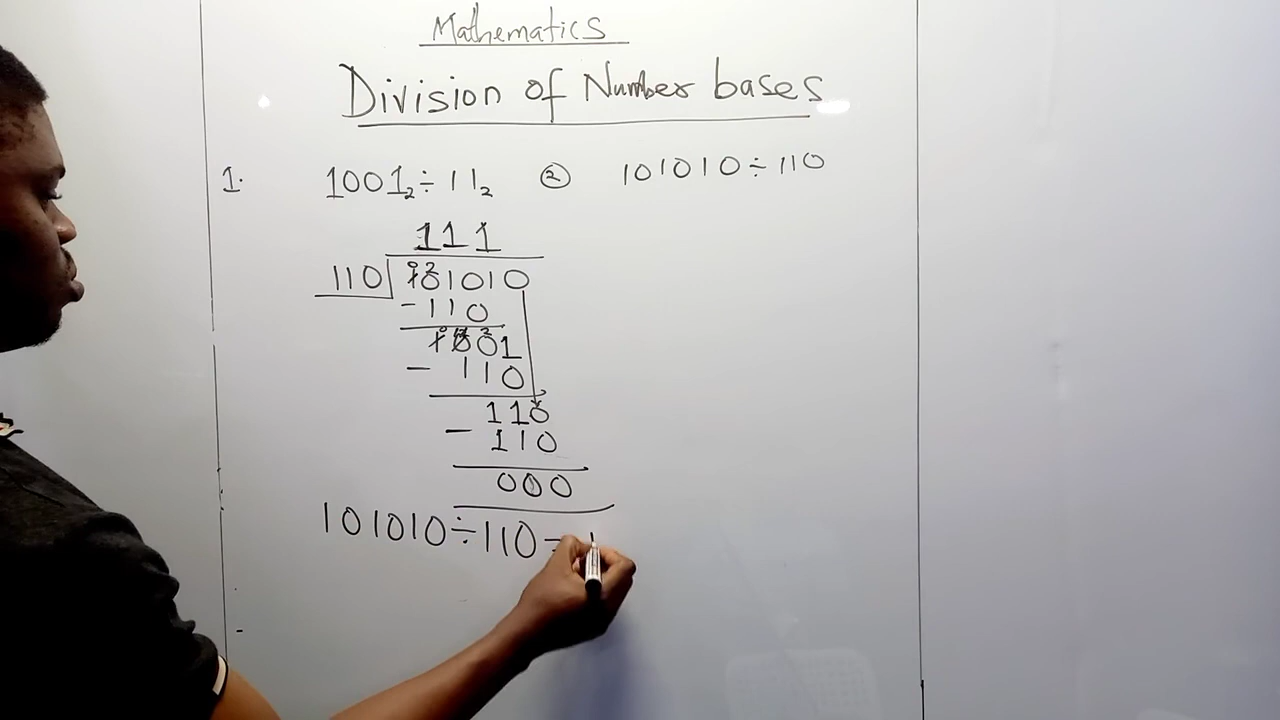 Mathematics
Division of Number bases
1. 1001₂ ÷ 11₂ ② 101010 ÷ 110
111
110 101010
- 110
1001
- 110
110
- 110
000
101010 ÷ 110 =